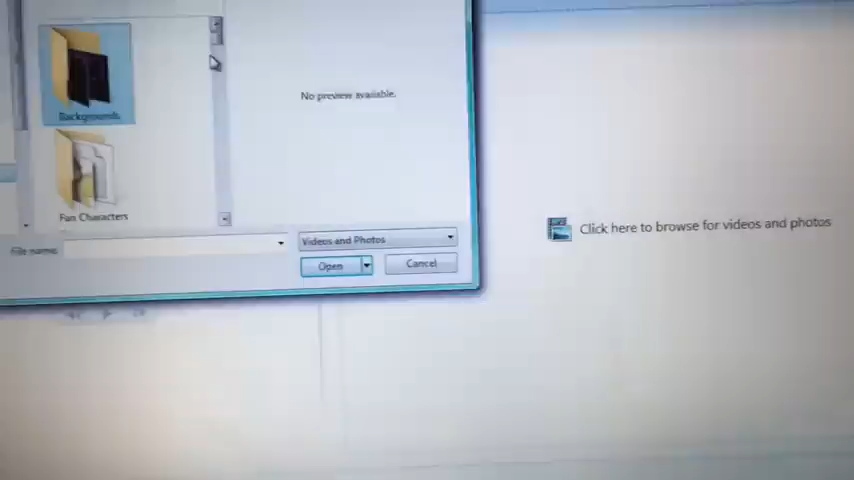 Backgrounds
No preview available.
Fan Characters
File name:
Videos and Photos
Open
Cancel
Click here to browse for videos and photos